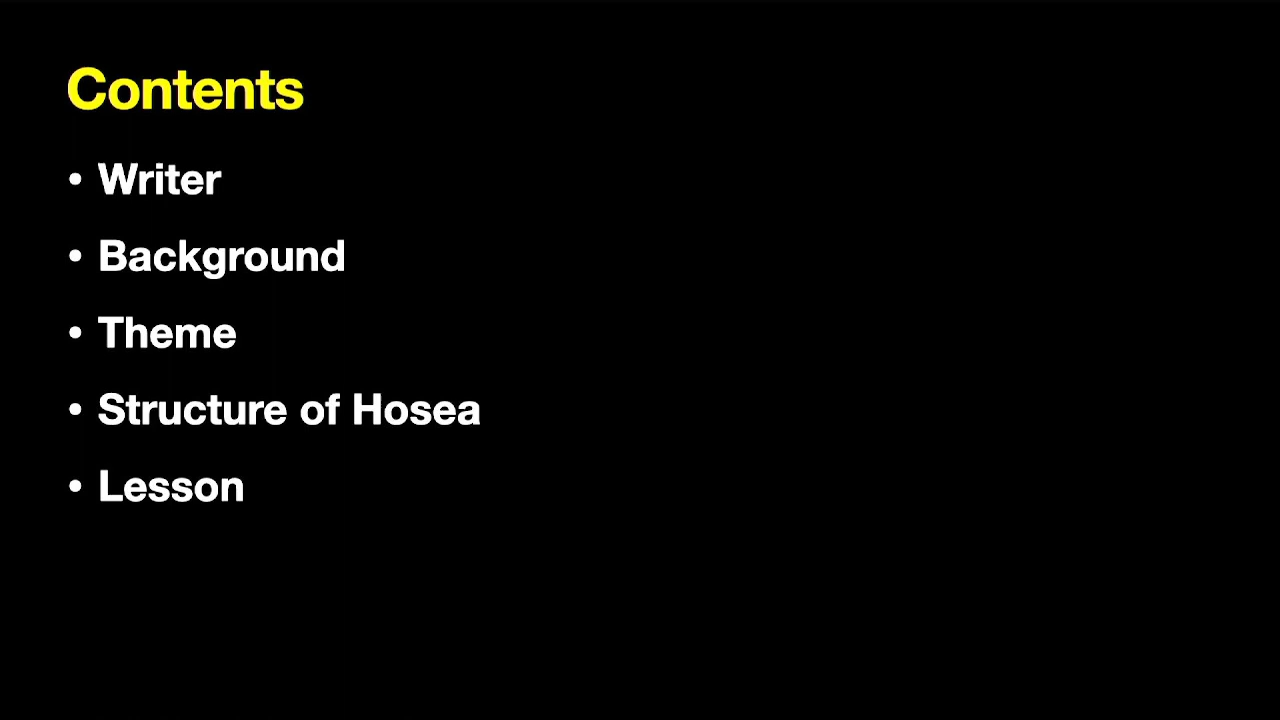 Contents
• Writer
• Background
• Theme
• Structure of Hosea
• Lesson